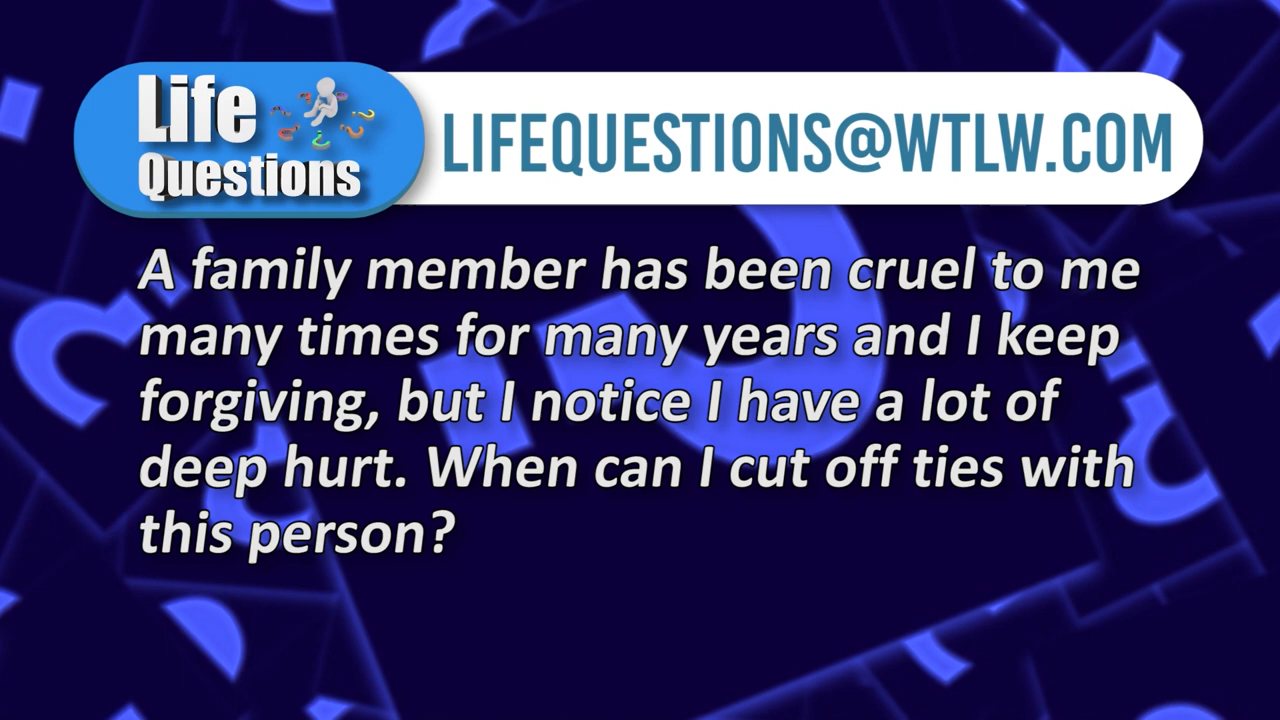 Life
Questions
LIFEQUESTIONS@WTLW.COM
A family member has been cruel to me
many times for many years and I keep
forgiving, but I notice I have a lot of
deep hurt. When can I cut off ties with
this person?